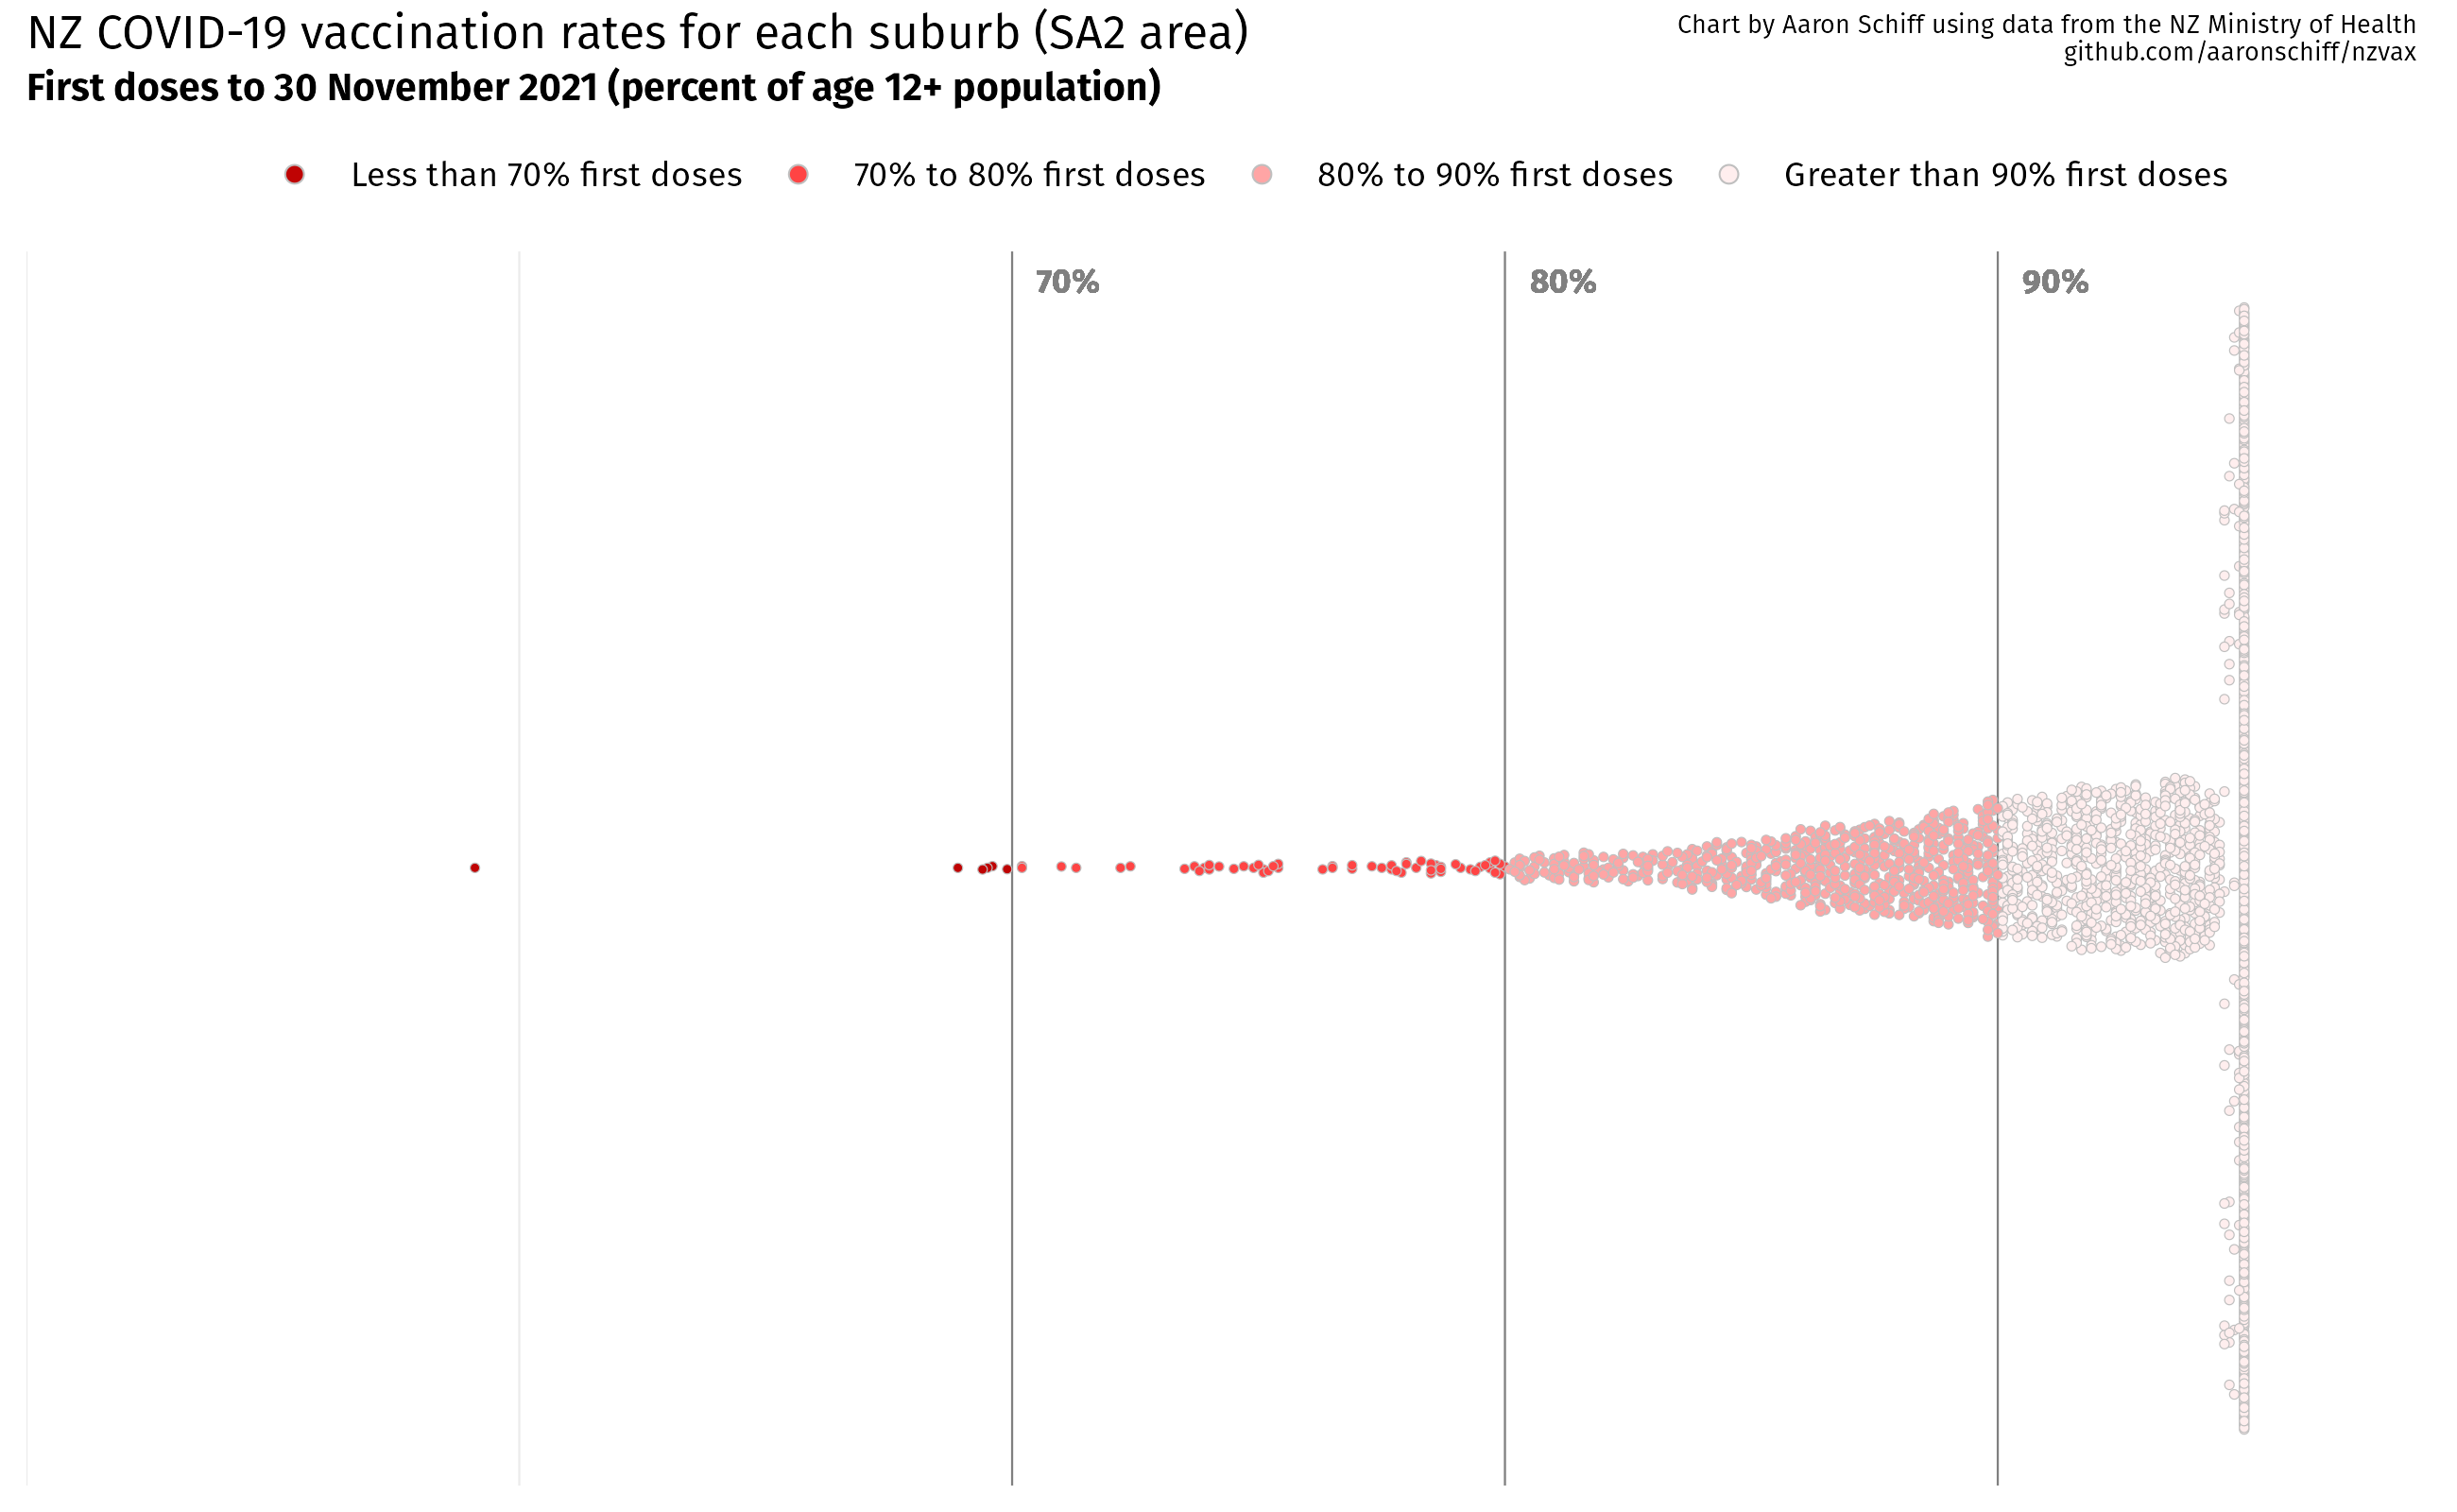 NZ COVID-19 vaccination rates for each suburb (SA2 area)
First doses to 30 November 2021 (percent of age 12+ population)
Chart by Aaron Schiff using data from the NZ Ministry of Health
github.com/aaronschiff/nzvax
Less than 70% first doses
70% to 80% first doses
80% to 90% first doses
Greater than 90% first doses
70%
80%
90%